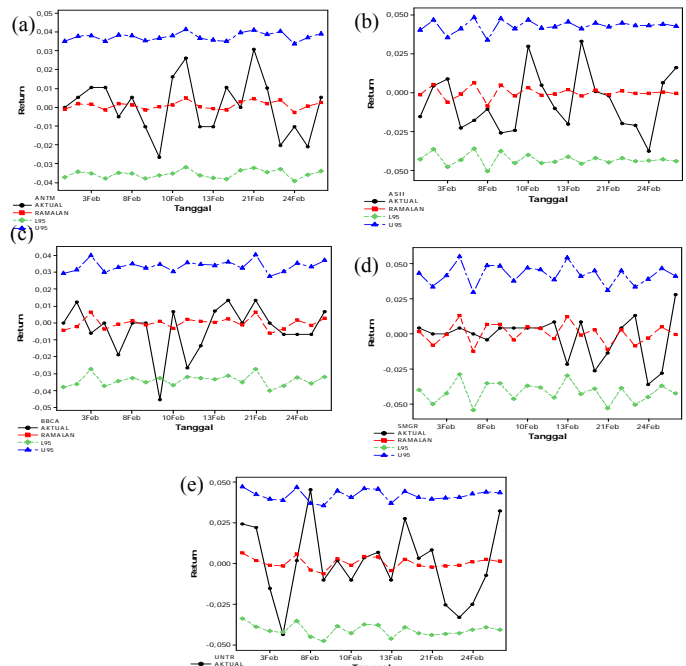 (a)
0,05
0,04
0,03
0,02
0,01
0,00
-0,01
-0,02
-0,03
-0,04
Return
3Feb 8Feb 10Feb 13Feb 21Feb 24Feb
Tanggal
ANTM
AKTUAL
RAMALAN
L95
U95
(b)
0,050
0,025
0,000
-0,025
-0,050
Return
3Feb 8Feb 10Feb 13Feb 21Feb 24Feb
Tanggal
ASII
AKTUAL
RAMALAN
L95
U95
(c)
0,04
0,03
0,02
0,01
0,00
-0,01
-0,02
-0,03
-0,04
-0,05
Return
3Feb 8Feb 10Feb 13Feb 21Feb 24Feb
Tanggal
BBCA
AKTUAL
RAMALAN
L95
U95
(d)
0,050
0,025
0,000
-0,025
-0,050
Return
3Feb 8Feb 10Feb 13Feb 21Feb 24Feb
Tanggal
SMGR
AKTUAL
RAMALAN
L95
U95
(e)
0,050
0,025
0,000
-0,025
-0,050
Return
3Feb 8Feb 10Feb 13Feb 21Feb 24Feb
UNTR
AKTUAL